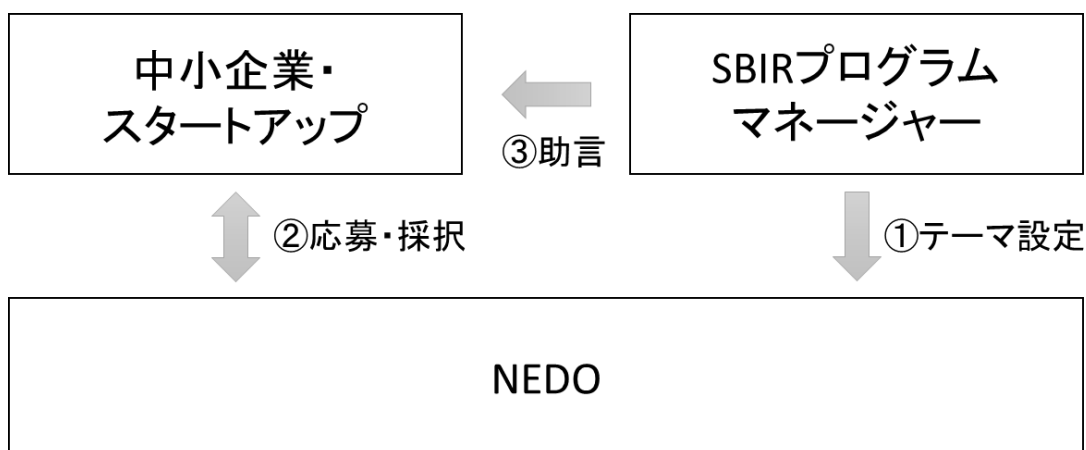 中小企業・
スタートアップ
SBIRプログラム
マネージャー
③助言
②応募・採択
①テーマ設定
NEDO